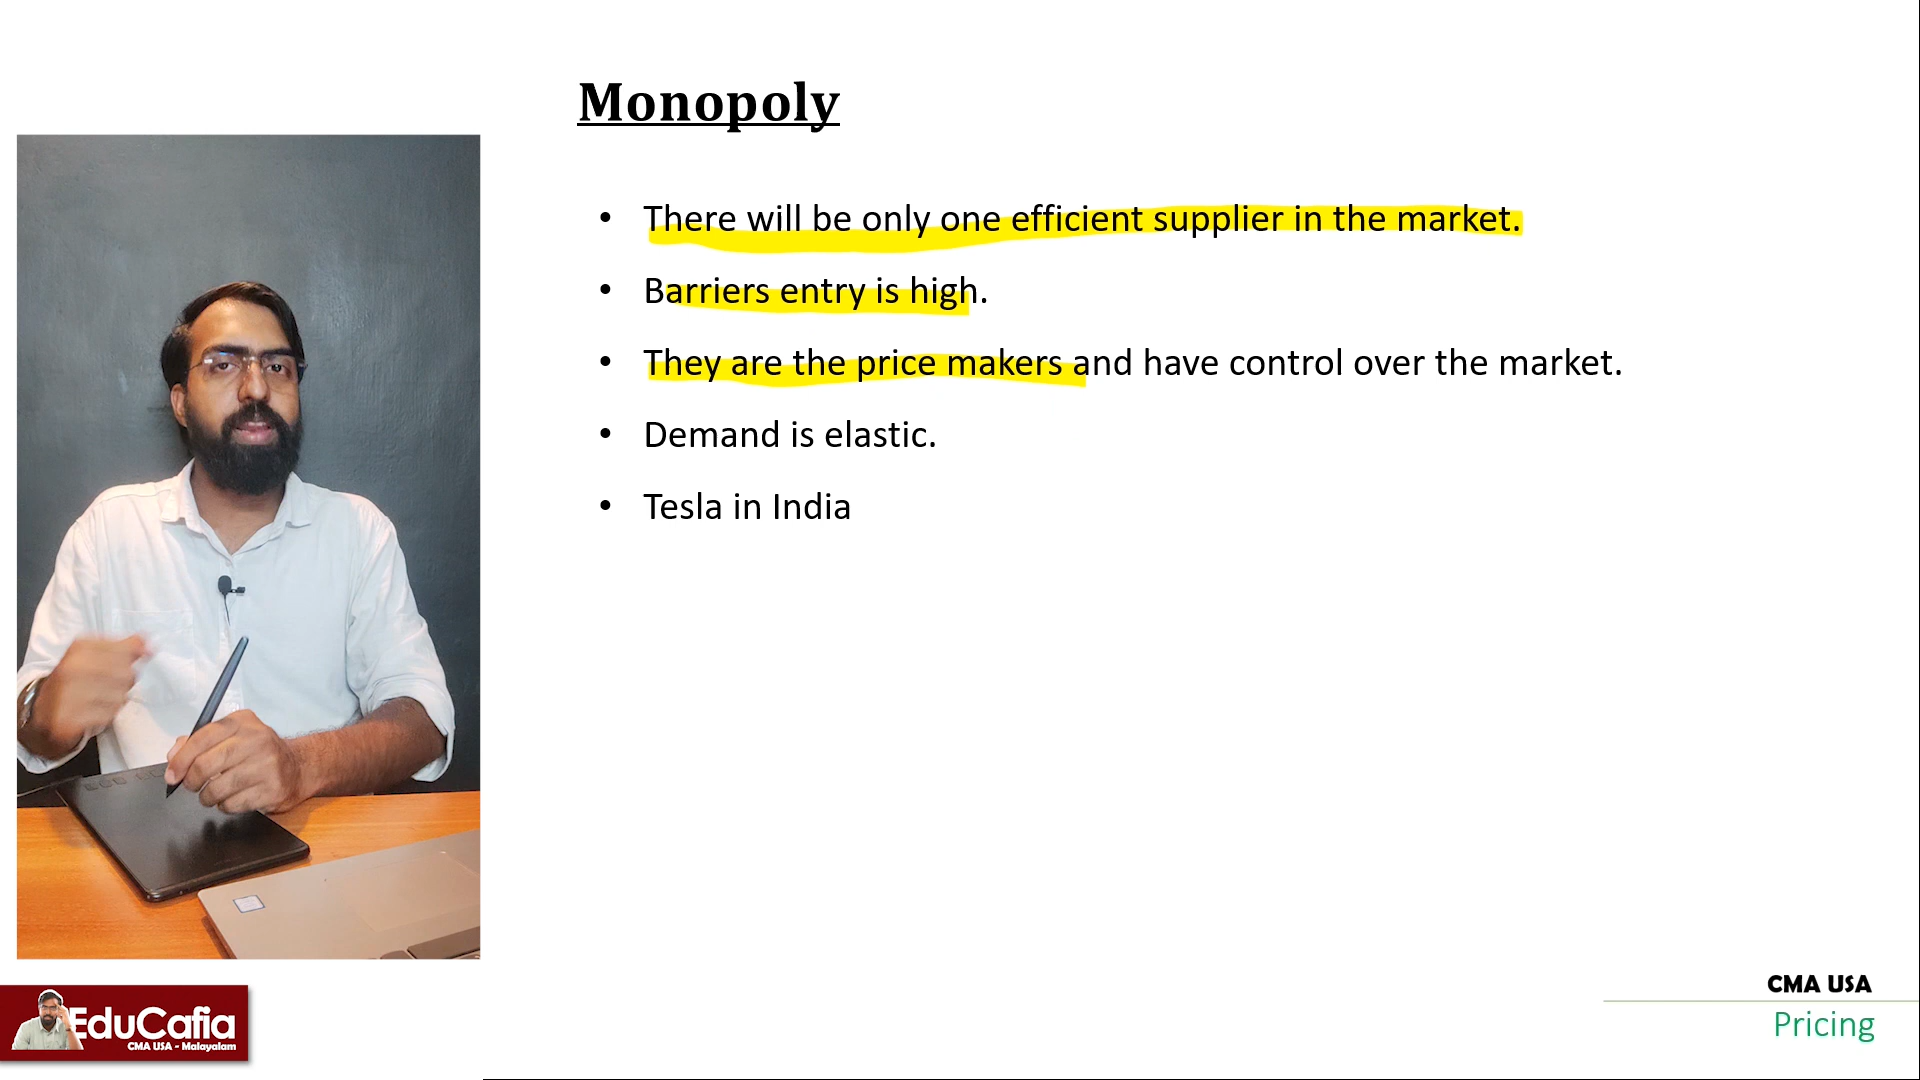 Monopoly
• There will be only one efficient supplier in the market.
• Barriers entry is high.
• They are the price makers and have control over the market.
• Demand is elastic.
• Tesla in India
CMA USA
Pricing
EduCafia
CMA USA - Malayalam